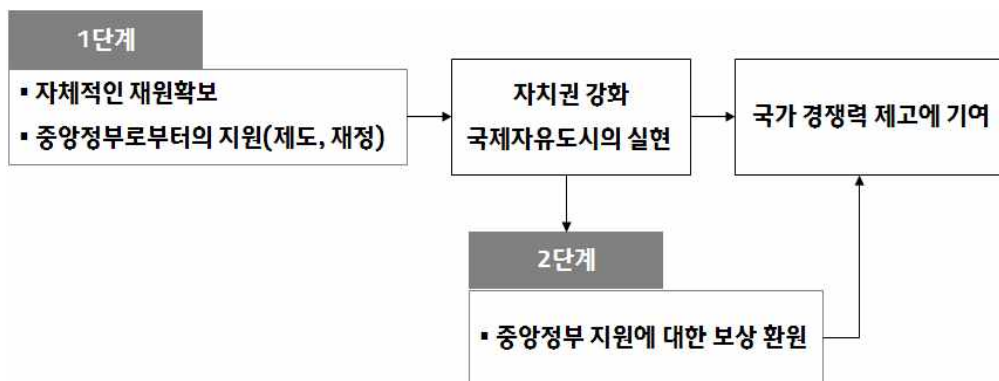 1단계
▪ 자체적인 재원확보
▪ 중앙정부로부터의 지원(제도, 재정)
자치권 강화
국제자유도시의 실현
국가 경쟁력 제고에 기여
2단계
▪ 중앙정부 지원에 대한 보상 환원